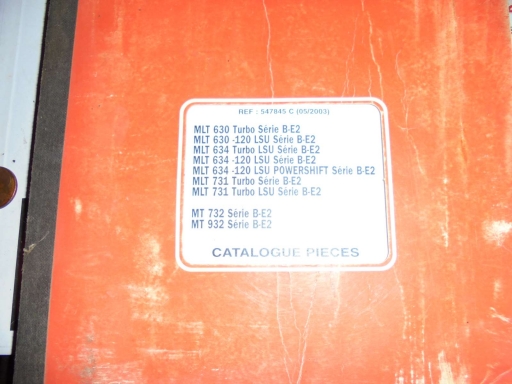 REF : 547845 C (05/2003)
MLT 630 Turbo Série B-E2
MLT 630 -120 LSU Série B-E2
MLT 634 Turbo LSU Série B-E2
MLT 634 -120 LSU Série B-E2
MLT 634 -120 LSU POWERSHIFT Série B-E2
MLT 731 Turbo Série B-E2
MLT 731 Turbo LSU Série B-E2
MT 732 Série B-E2
MT 932 Série B-E2
CATALOGUE PIECES